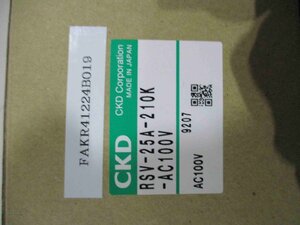 FAKR41224B019
CKD
CKD Corporation
MADE IN JAPAN
RSV-25A-210K
-AC100V
9207
AC100V